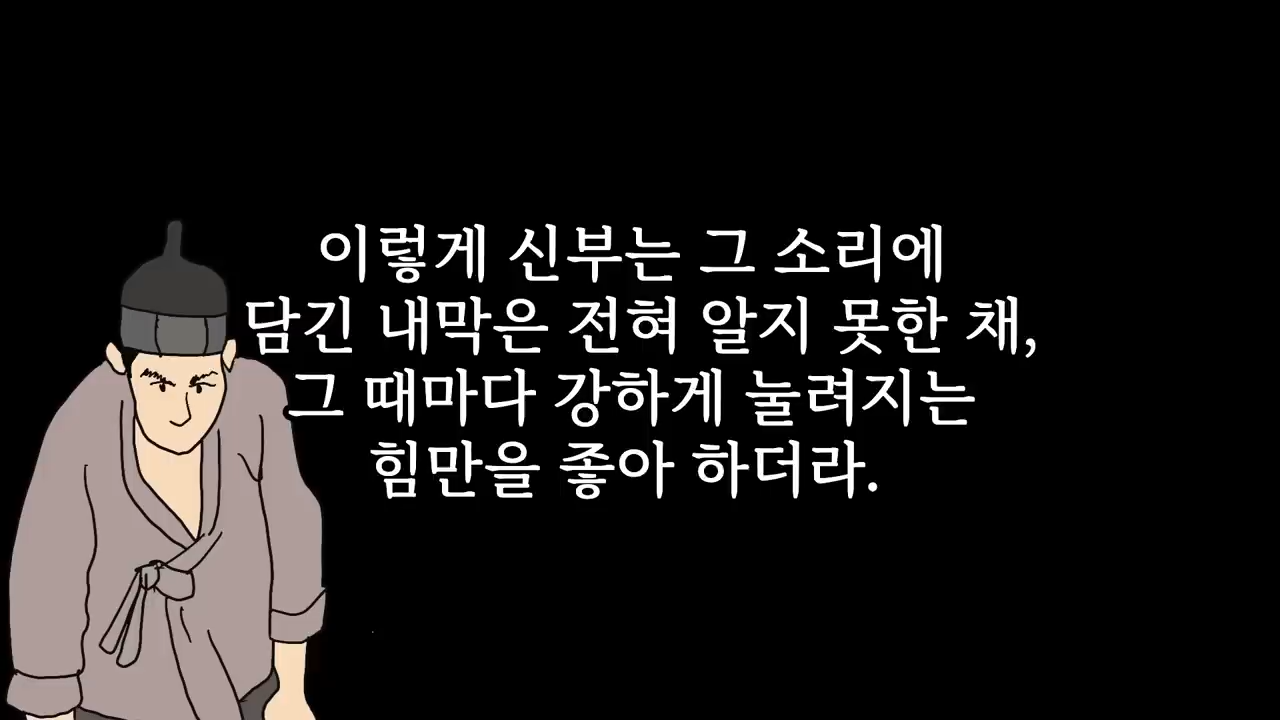 이렇게 신부는 그 소리에
담긴 내막은 전혀 알지 못한 채,
그 때마다 강하게 눌려지는
힘만을 좋아 하더라.